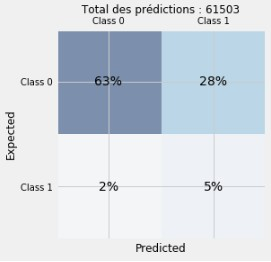 Total des prédictions : 61503
Class 0 Class 1
Class 0 63% 28%
Expected
Class 1 2% 5%
Predicted